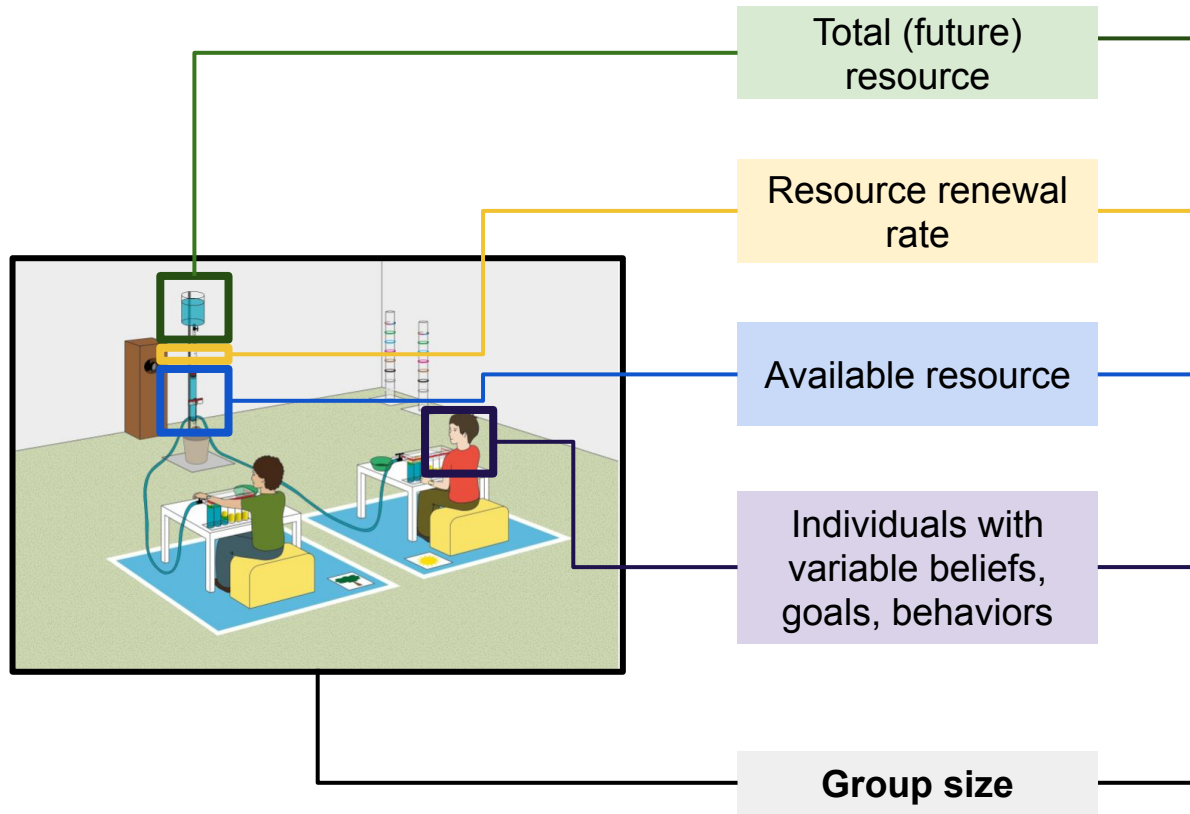 Total (future)
resource
Resource renewal
rate
Available resource
Individuals with
variable beliefs,
goals, behaviors
Group size